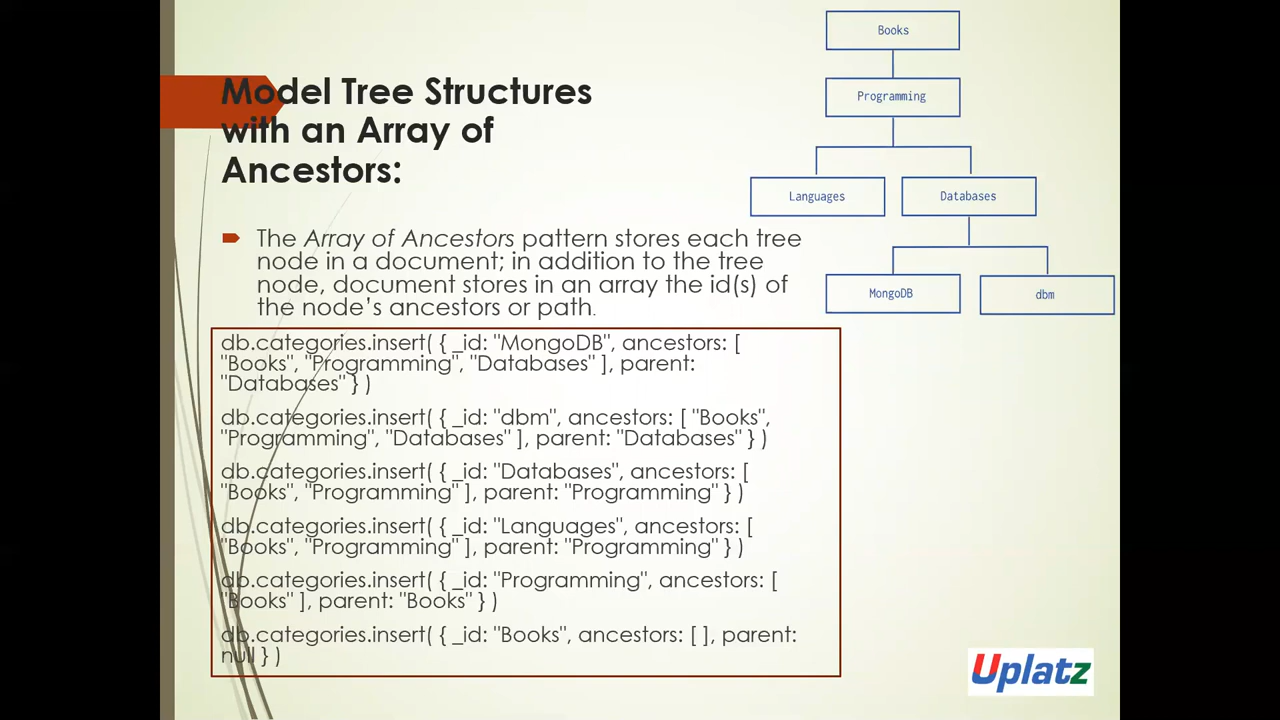 Model Tree Structures
with an Array of
Ancestors:
The Array of Ancestors pattern stores each tree
node in a document; in addition to the tree
node, document stores in an array the id(s) of
the node’s ancestors or path.
db.categories.insert( { _id: "MongoDB", ancestors: [
"Books", "Programming", "Databases" ], parent:
"Databases" } )
db.categories.insert( { _id: "dbm", ancestors: [ "Books",
"Programming", "Databases" ], parent: "Databases" } )
db.categories.insert( { _id: "Databases", ancestors: [
"Books", "Programming" ], parent: "Programming" } )
db.categories.insert( { _id: "Languages", ancestors: [
"Books", "Programming" ], parent: "Programming" } )
db.categories.insert( { _id: "Programming", ancestors: [
"Books" ], parent: "Books" } )
db.categories.insert( { _id: "Books", ancestors: [ ], parent:
null } )
Books
Programming
Languages
Databases
MongoDB
dbm
Uplatz